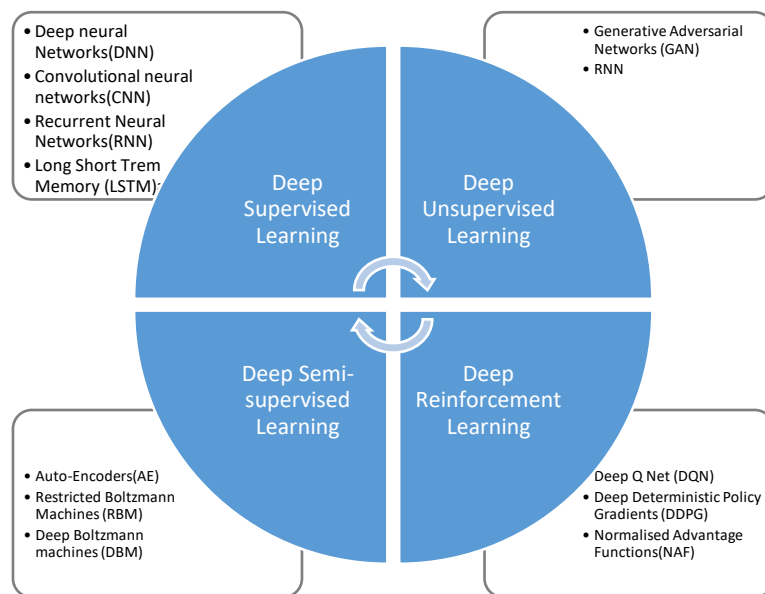 • Deep neural
Networks(DNN)
• Convolutional neural
networks(CNN)
• Recurrent Neural
Networks(RNN)
• Long Short Trem
Memory (LSTM)
• Generative Adversarial
Networks (GAN)
• RNN
Deep
Supervised
Learning
Deep
Unsupervised
Learning
Deep Semi-
supervised
Learning
Deep
Reinforcement
Learning
• Auto-Encoders(AE)
• Restricted Boltzmann
Machines (RBM)
• Deep Boltzmann
machines (DBM)
Deep Q Net (DQN)
• Deep Deterministic Policy
Gradients (DDPG)
• Normalised Advantage
Functions(NAF)